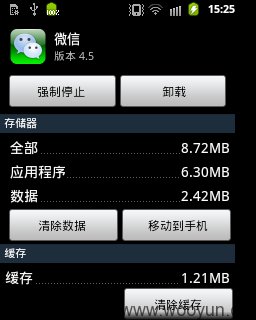 15:25
微信
版本 4.5
强制停止 卸载
存储器
全部 8.72MB
应用程序 6.30MB
数据 2.42MB
清除数据 移动到手机
缓存
缓存 1.21MB
清除缓存
www.wooyun.